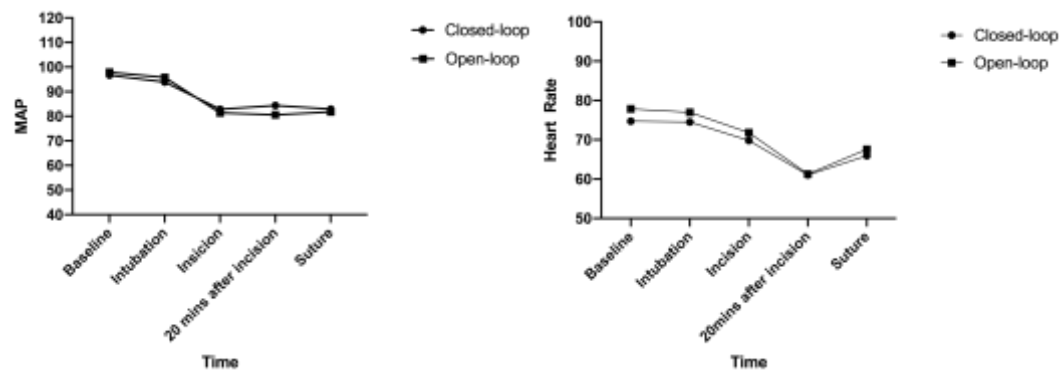 120
110
100
90
80
70
60
50
40
MAP
Closed-loop
Open-loop
Baseline
Intubation
Insicion
20 mins after incision
Suture
Time
100
90
80
70
60
50
Heart Rate
Closed-loop
Open-loop
Baseline
Intubation
Incision
20mins after incision
Suture
Time